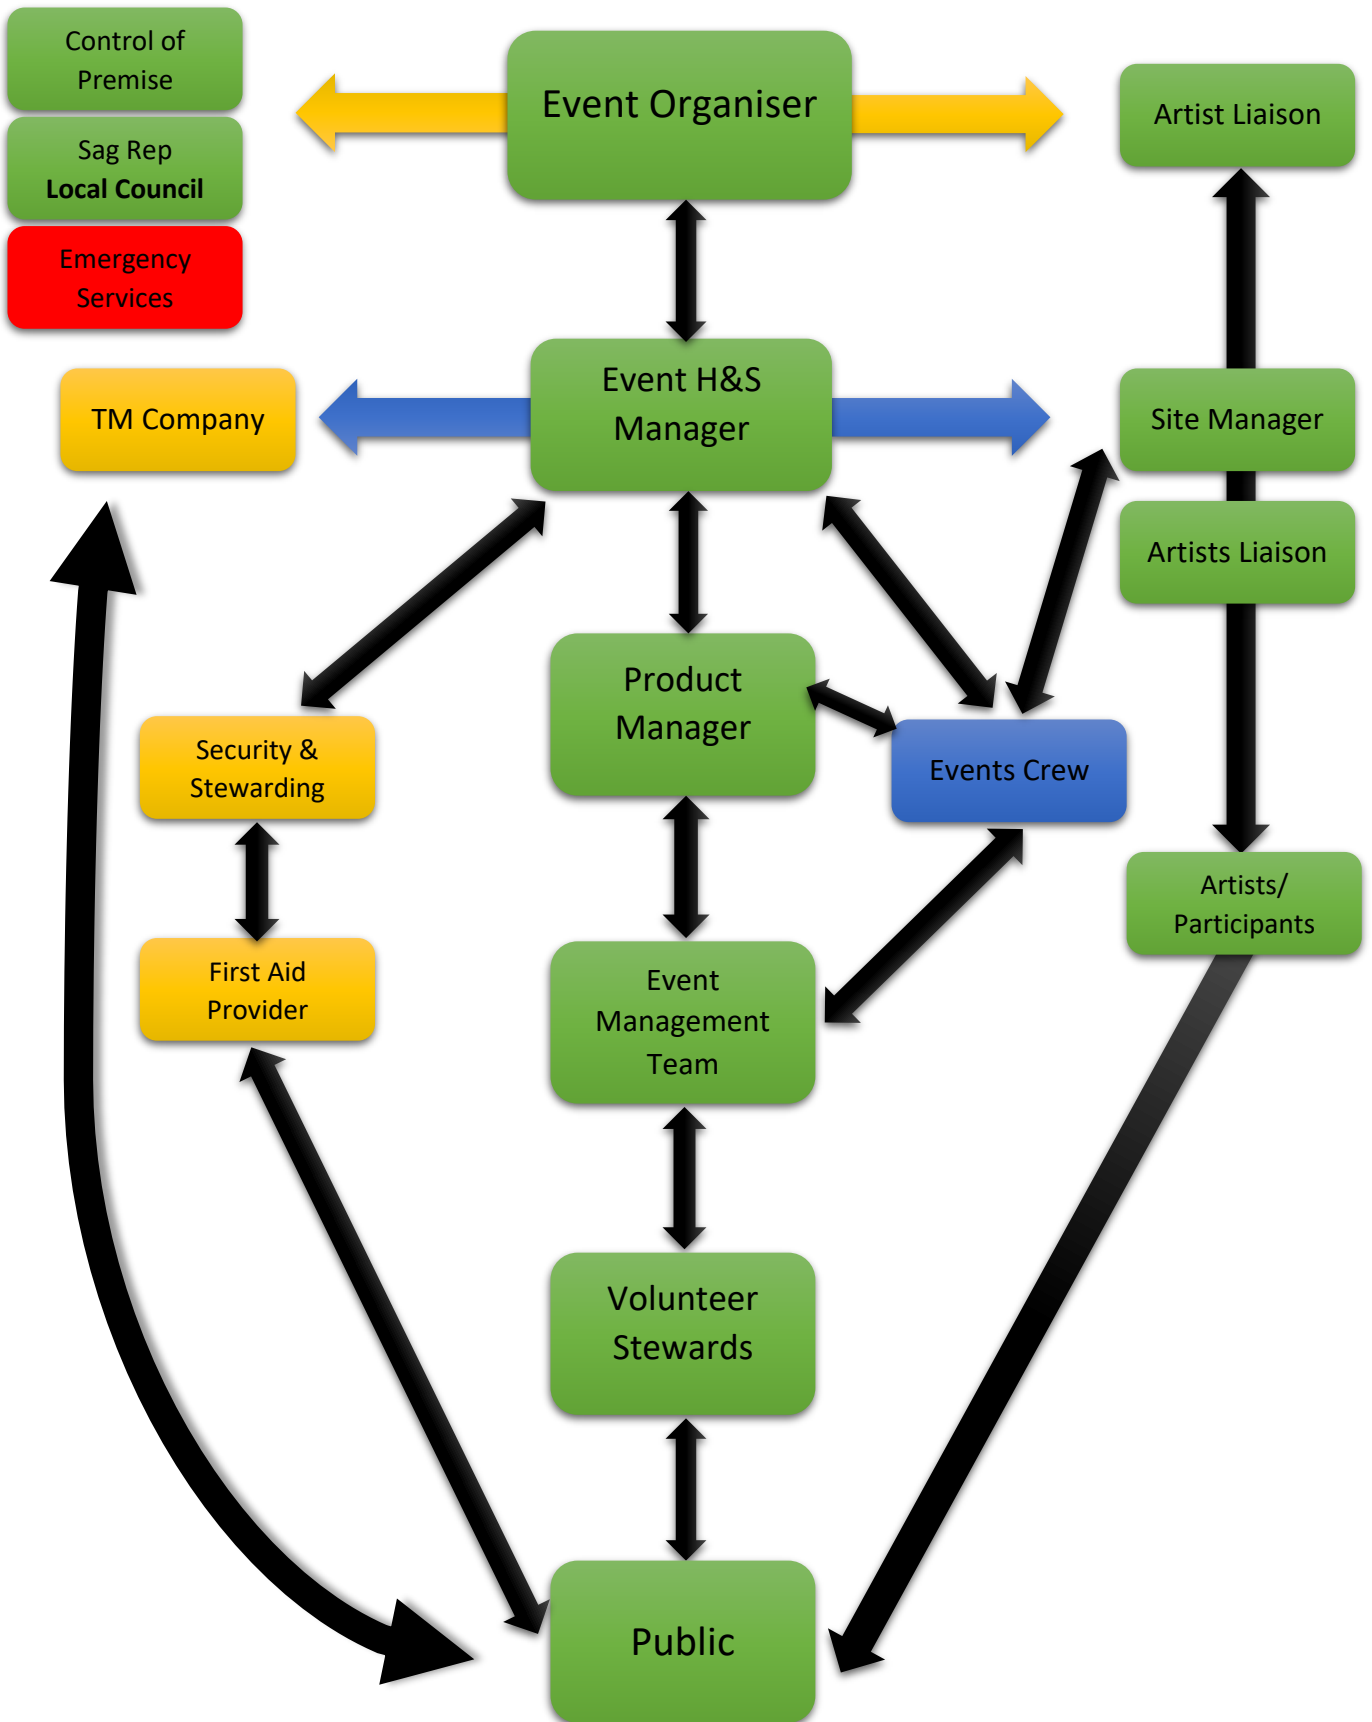 Control of
Premise
Event Organiser
Artist Liaison
Sag Rep
Local Council
Emergency
Services
Event H&S
Manager
TM Company
Site Manager
Artists Liaison
Product
Manager
Security &
Stewarding
Events Crew
Artists/
Participants
First Aid
Provider
Event
Management
Team
Volunteer
Stewards
Public